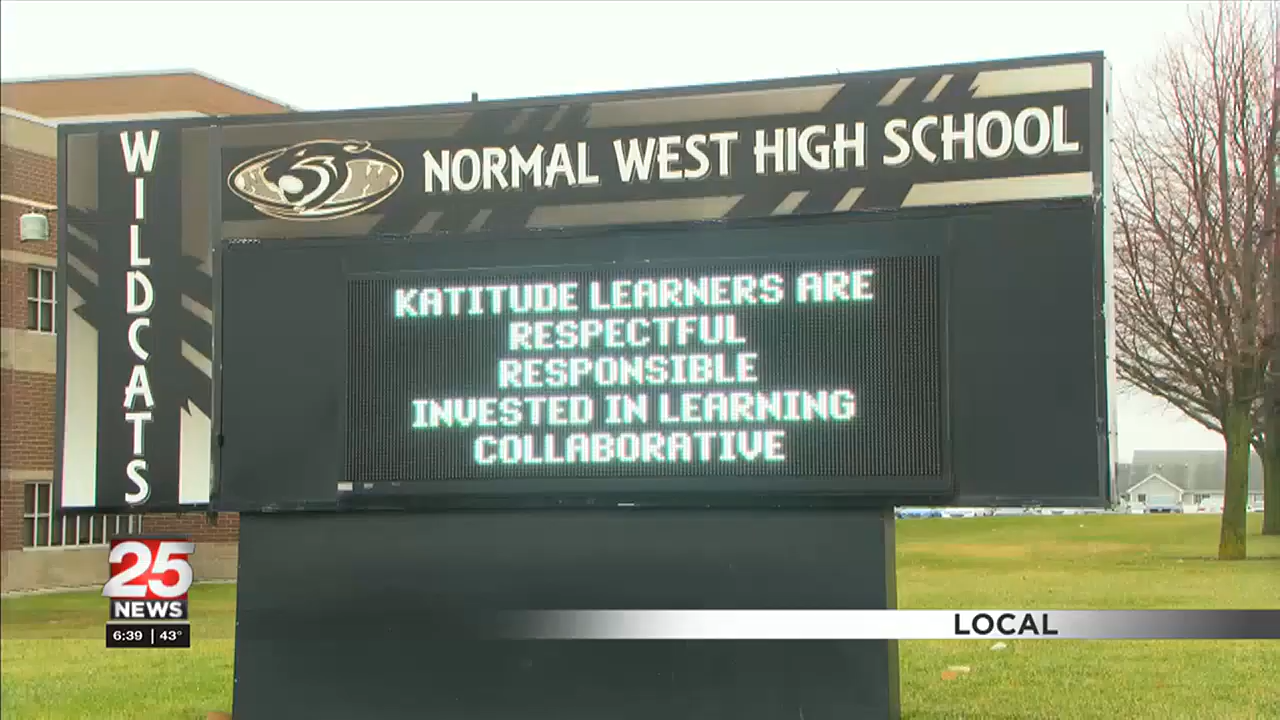 WILDCATS
NORMAL WEST HIGH SCHOOL
KATITUDE LEARNERS ARE
RESPECTFUL
RESPONSIBLE
INVESTED IN LEARNING
COLLABORATIVE
25
NEWS
6:39 | 43°
LOCAL